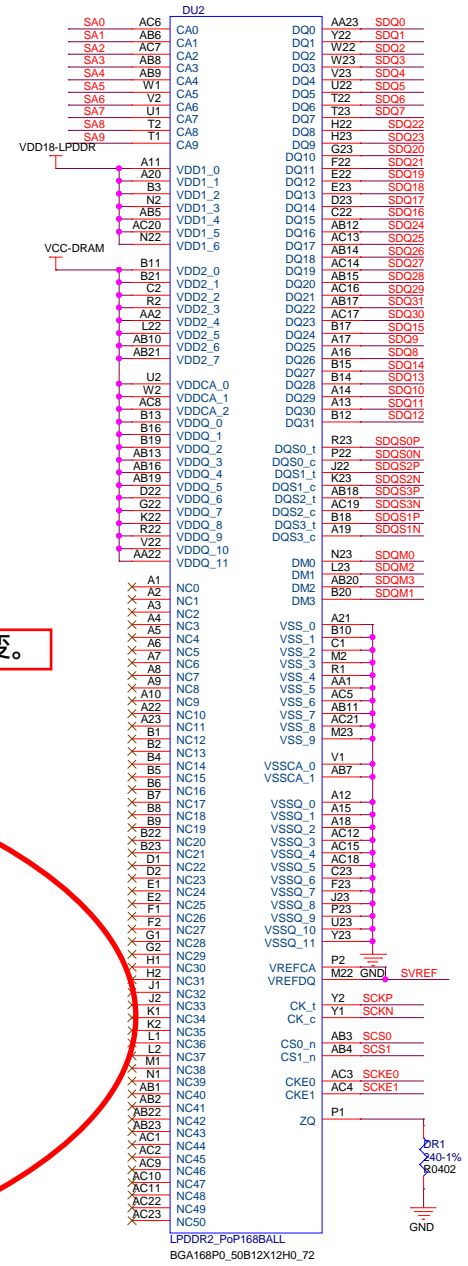 DU2
SA0 AC6 CA0
SA1 AB6 CA1
SA2 AC7 CA2
SA3 AB8 CA3
SA4 AB9 CA4
SA5 W1 CA5
SA6 V2 CA6
SA7 U1 CA7
SA8 T2 CA8
SA9 T1 CA9
VDD18-LPDDR
A11 VDD1_0
A20 VDD1_1
B3 VDD1_2
N2 VDD1_3
AB5 VDD1_4
AC20 VDD1_5
N22 VDD1_6
VCC-DRAM
B11 VDD2_0
B21 VDD2_1
C2 VDD2_2
R2 VDD2_3
AA2 VDD2_4
L22 VDD2_5
AB10 VDD2_6
AB21 VDD2_7
U2 VDDCA_0
W2 VDDCA_1
AC8 VDDCA_2
B13 VDDQ_0
B16 VDDQ_1
B19 VDDQ_2
AB13 VDDQ_3
AB16 VDDQ_4
AB19 VDDQ_5
D22 VDDQ_6
G22 VDDQ_7
K22 VDDQ_8
R22 VDDQ_9
V22 VDDQ_10
AA22 VDDQ_11
变。
A1 NC0
A2 NC1
A3 NC2
A4 NC3
A5 NC4
A6 NC5
A7 NC6
A8 NC7
A9 NC8
A10 NC9
A22 NC10
A23 NC11
B1 NC12
B2 NC13
B4 NC14
B5 NC15
B6 NC16
B7 NC17
B8 NC18
B9 NC19
B22 NC20
B23 NC21
D1 NC22
D2 NC23
E1 NC24
E2 NC25
F1 NC26
F2 NC27
G1 NC28
G2 NC29
H1 NC30
H2 NC31
J1 NC32
J2 NC33
K1 NC34
K2 NC35
L1 NC36
L2 NC37
M1 NC38
N1 NC39
AB1 NC40
AB2 NC41
AB22 NC42
AB23 NC43
AC1 NC44
AC2 NC45
AC9 NC46
AC10 NC47
AC11 NC48
AC22 NC49
AC23 NC50
DQ0 AA23 SDQ0
DQ1 Y22 SDQ1
DQ2 W22 SDQ2
DQ3 W23 SDQ3
DQ4 V23 SDQ4
DQ5 U22 SDQ5
DQ6 T22 SDQ6
DQ7 T23 SDQ7
DQ8 H22 SDQ22
DQ9 H23 SDQ23
DQ10 G23 SDQ20
DQ11 F22 SDQ21
DQ12 E22 SDQ19
DQ13 E23 SDQ18
DQ14 D23 SDQ17
DQ15 C22 SDQ16
DQ16 AB12 SDQ24
DQ17 AC13 SDQ25
DQ18 AB14 SDQ26
DQ19 AC14 SDQ27
DQ20 AB15 SDQ28
DQ21 AC16 SDQ29
DQ22 AB17 SDQ31
DQ23 AC17 SDQ30
DQ24 B17 SDQ15
DQ25 A17 SDQ9
DQ26 A16 SDQ8
DQ27 B15 SDQ14
DQ28 B14 SDQ13
DQ29 A14 SDQ10
DQ30 A13 SDQ11
DQ31 B12 SDQ12
DQS0_t R23 SDQS0P
DQS0_c P22 SDQS0N
DQS1_t J22 SDQS2P
DQS1_c K23 SDQS2N
DQS2_t AB18 SDQS3P
DQS2_c AC19 SDQS3N
DQS3_t B18 SDQS1P
DQS3_c A19 SDQS1N
DM0 N23 SDQM0
DM1 L23 SDQM2
DM2 AB20 SDQM3
DM3 B20 SDQM1
VSS_0 A21
VSS_1 B10
VSS_2 C1
VSS_3 M2
VSS_4 R1
VSS_5 AA1
VSS_6 AC5
VSS_7 AB11
VSS_8 AC21
VSS_9 M23
VSSCA_0 V1
VSSCA_1 AB7
VSSQ_0 A12
VSSQ_1 A15
VSSQ_2 A18
VSSQ_3 AC12
VSSQ_4 AC15
VSSQ_5 AC18
VSSQ_6 C23
VSSQ_7 F23
VSSQ_8 J23
VSSQ_9 P23
VSSQ_10 U23
VSSQ_11 Y23
VREFCA P2
VREFDQ M22 GND SVREF
CK_t Y2 SCKP
CK_c Y1 SCKN
CS0_n AB3 SCS0
CS1_n AB4 SCS1
CKE0 AC3 SCKE0
CKE1 AC4 SCKE1
ZQ P1
DR1
240-1%
R0402
GND
LPDDR2_PoP168BALL
BGA168P0_50B12X12H0_72